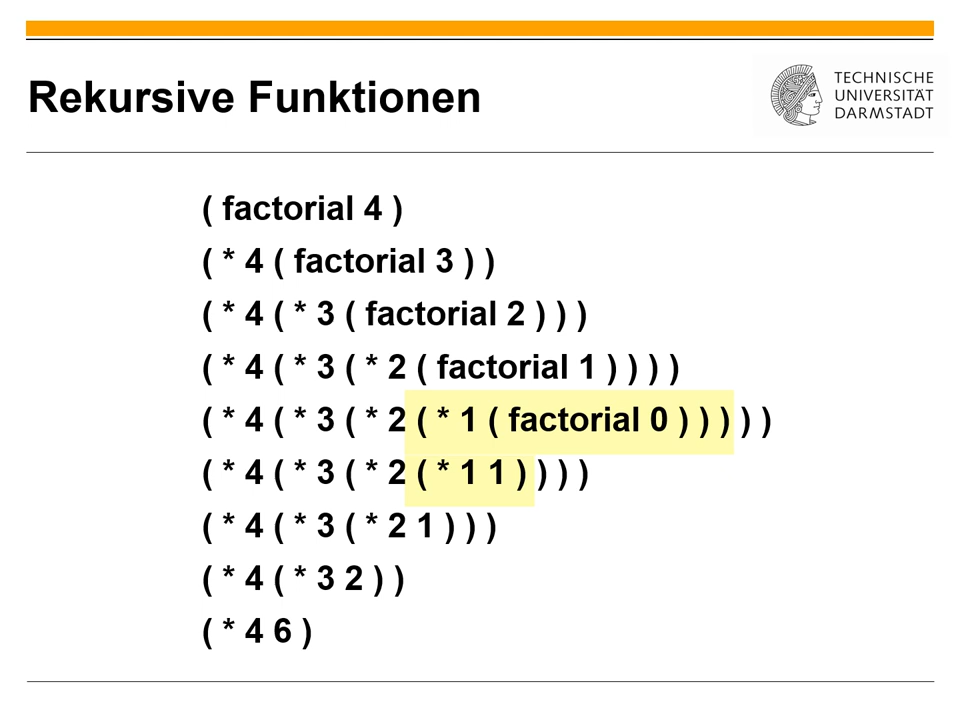 Rekursive Funktionen
TECHNISCHE
UNIVERSITÄT
DARMSTADT
( factorial 4 )
( * 4 ( factorial 3 ) )
( * 4 ( * 3 ( factorial 2 ) ) )
( * 4 ( * 3 ( * 2 ( factorial 1 ) ) ) )
( * 4 ( * 3 ( * 2 ( * 1 ( factorial 0 ) ) ) ) )
( * 4 ( * 3 ( * 2 ( * 1 1 ) ) ) )
( * 4 ( * 3 ( * 2 1 ) ) )
( * 4 ( * 3 2 ) )
( * 4 6 )